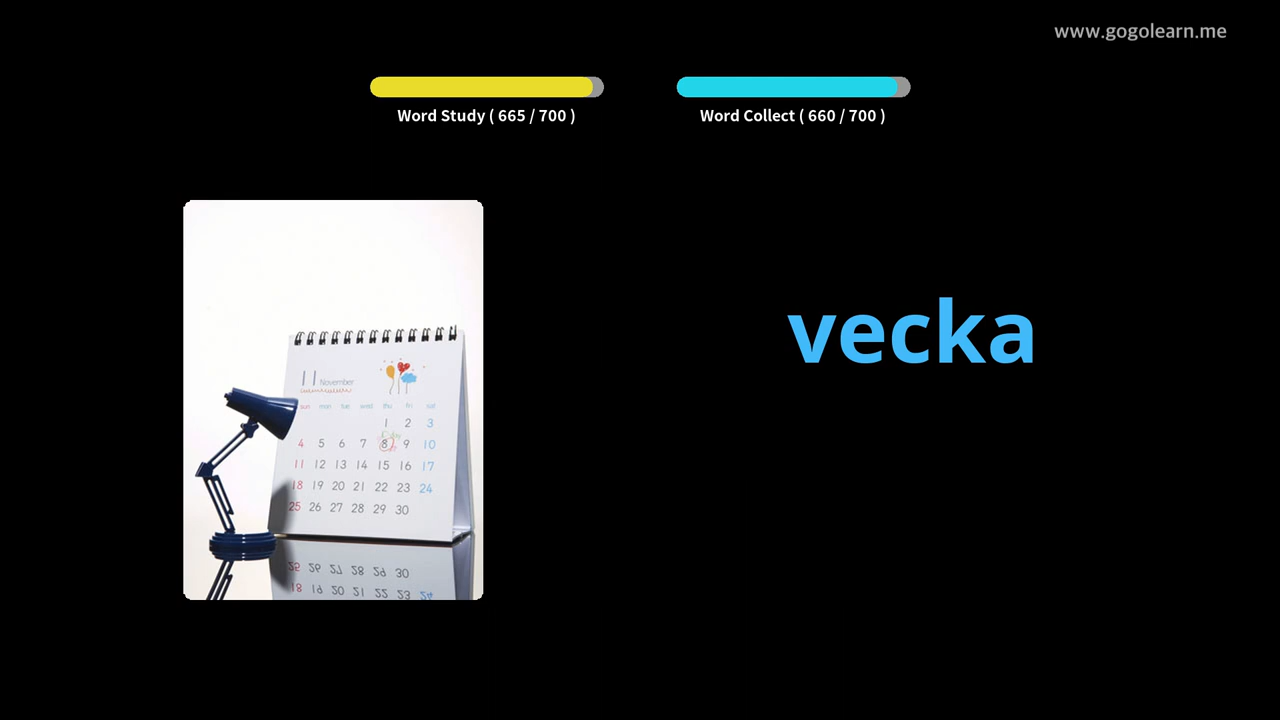 www.gogolearn.me
Word Study ( 665 / 700 )
Word Collect ( 660 / 700 )
vecka
11 November
sun mon tue wed thu fri sat
1 2 3
4 5 6 7 8 9 10
11 12 13 14 15 16 17
18 19 20 21 22 23 24
25 26 27 28 29 30